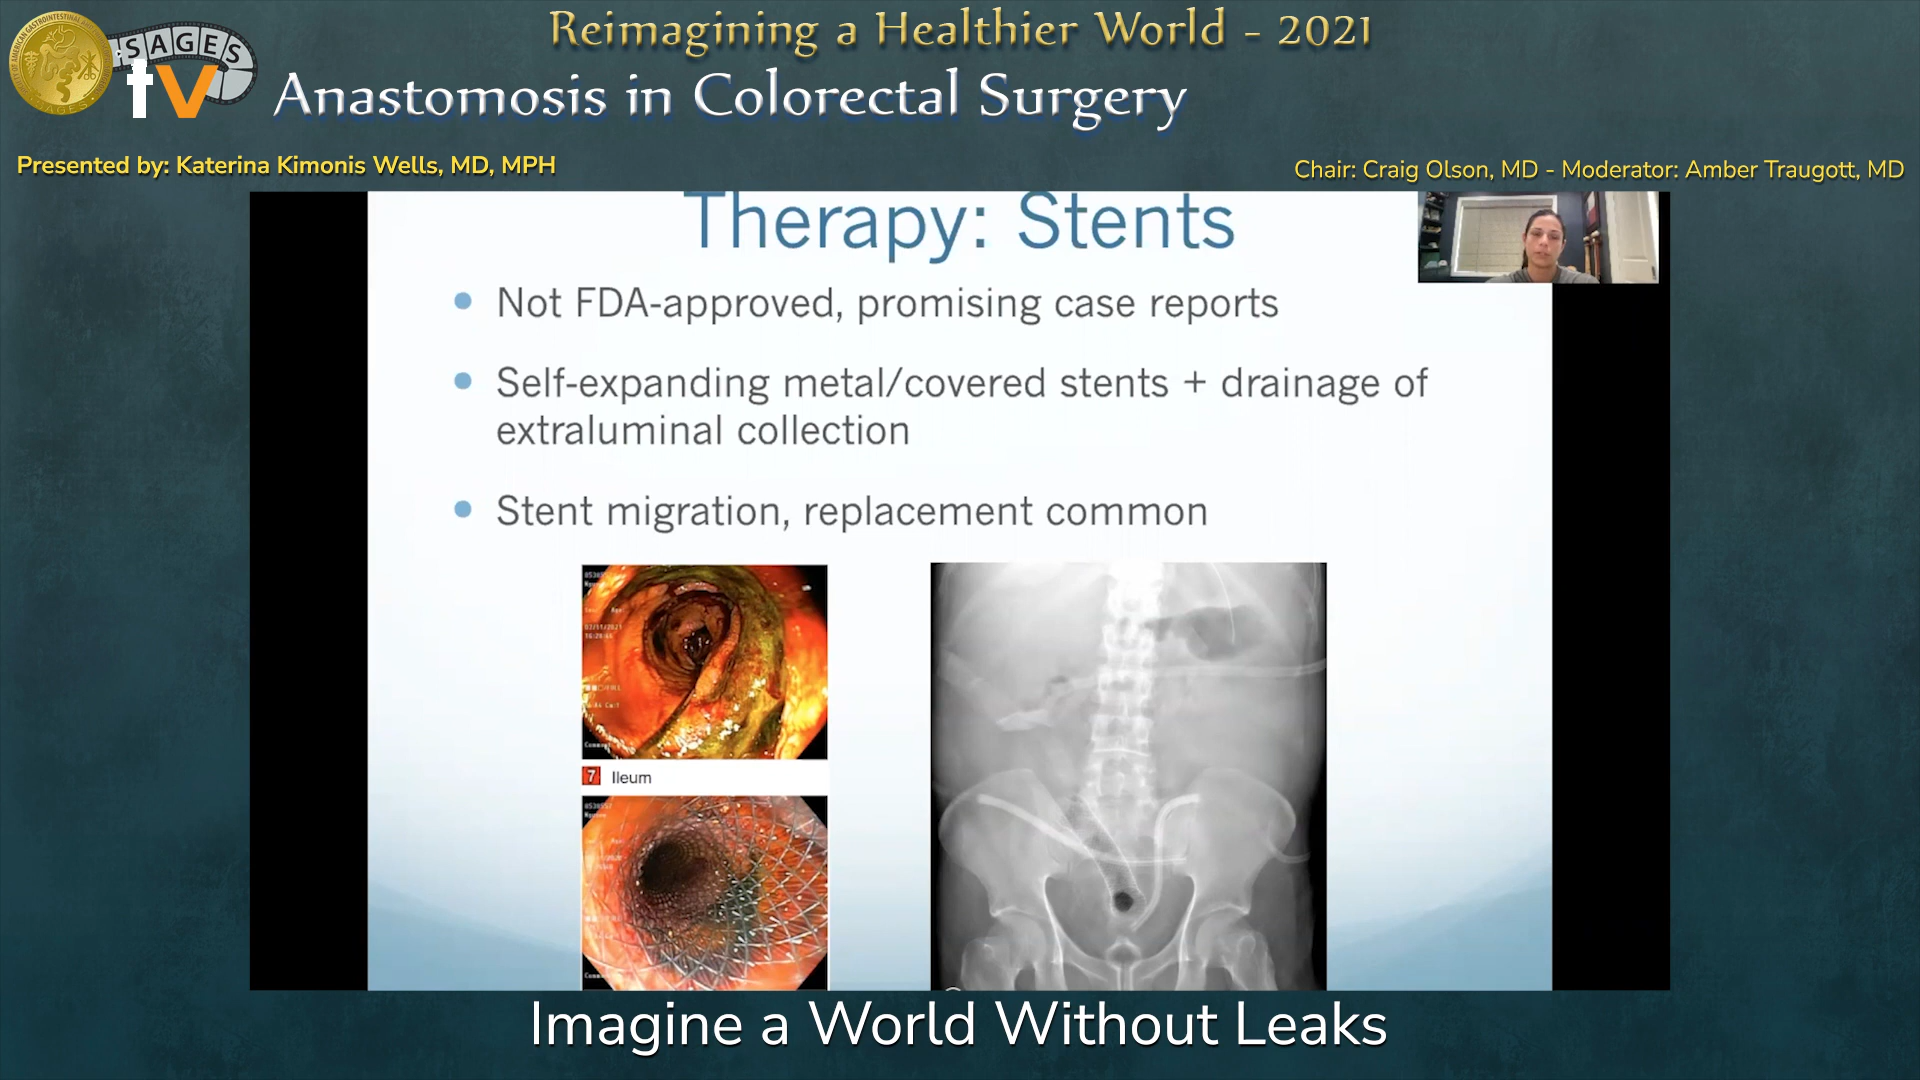 Reimagining a Healthier World - 2021
SAGES
tv
Anastomosis in Colorectal Surgery
Presented by: Katerina Kimonis Wells, MD, MPH
Chair: Craig Olson, MD - Moderator: Amber Traugott, MD
Therapy: Stents
Not FDA-approved, promising case reports
Self-expanding metal/covered stents + drainage of
extraluminal collection
Stent migration, replacement common
7 Ileum
Imagine a World Without Leaks